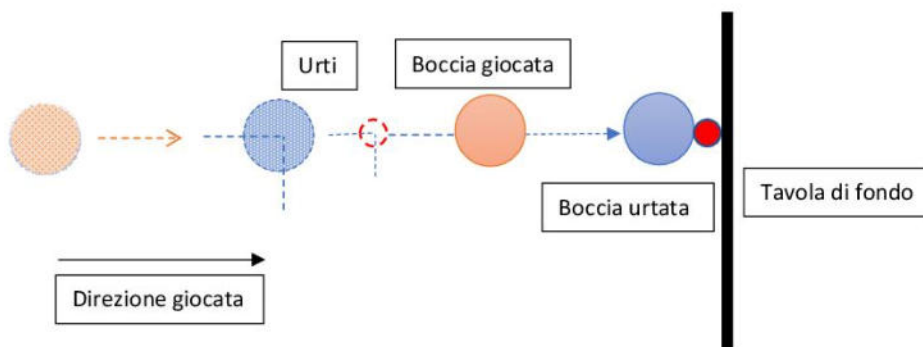 Urti
Boccia giocata
Boccia urtata
Tavola di fondo
Direzione giocata